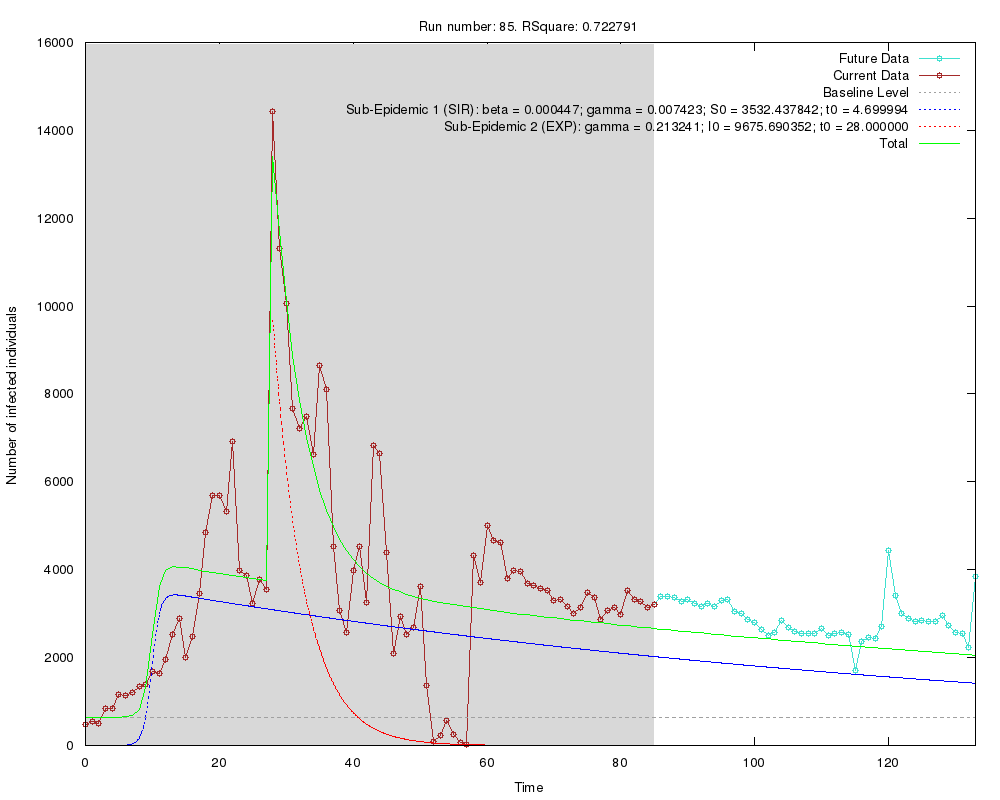 Run number: 85. RSquare: 0.722791
16000
14000
12000
10000
8000
6000
4000
2000
0
Number of infected individuals
Future Data
Current Data
Baseline Level
Sub-Epidemic 1 (SIR): beta = 0.000447; gamma = 0.007423; S0 = 3532.437842; t0 = 4.699994
Sub-Epidemic 2 (EXP): gamma = 0.213241; I0 = 9675.690352; t0 = 28.000000
Total
0 20 40 60 80 100 120
Time